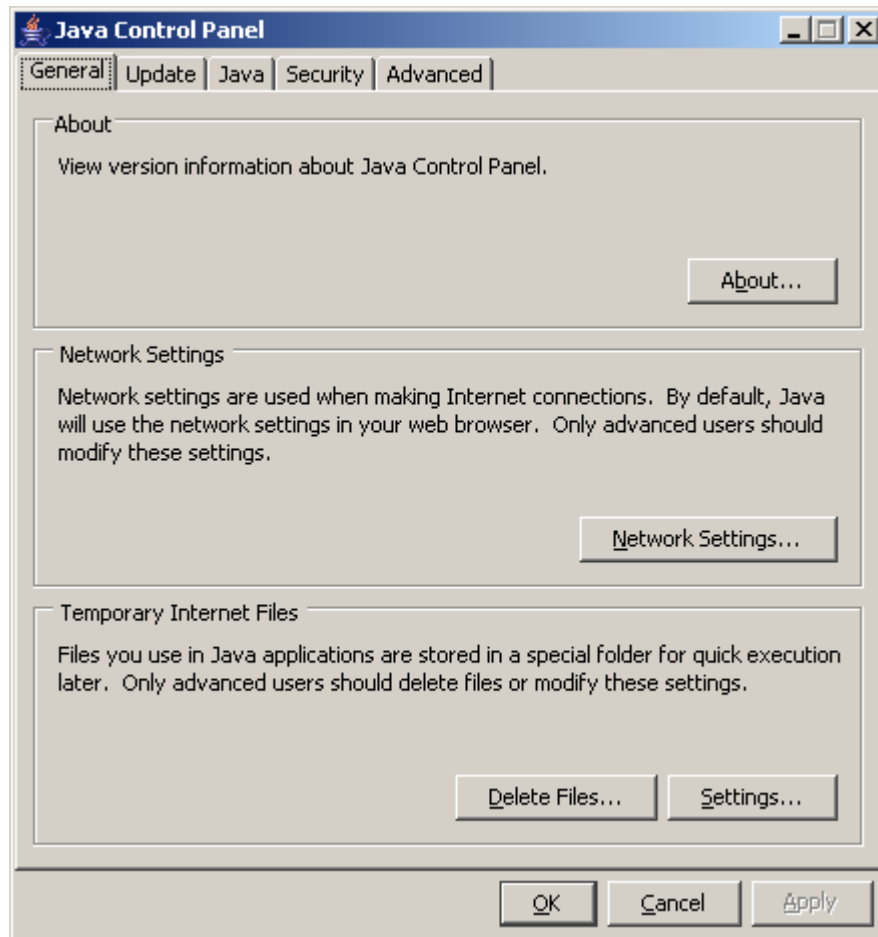 Java Control Panel
General Update Java Security Advanced
About
View version information about Java Control Panel.
About...
Network Settings
Network settings are used when making Internet connections.  By default, Java
will use the network settings in your web browser.  Only advanced users should
modify these settings.
Network Settings...
Temporary Internet Files
Files you use in Java applications are stored in a special folder for quick execution
later.  Only advanced users should delete files or modify these settings.
Delete Files... Settings...
OK Cancel Apply